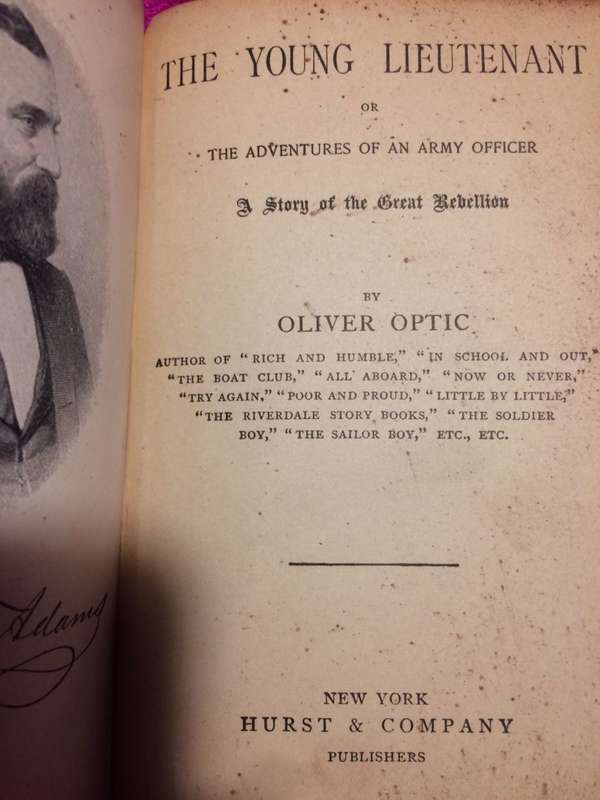 Adams
THE YOUNG LIEUTENANT
OR
THE ADVENTURES OF AN ARMY OFFICER
A Story of the Great Rebellion
BY
OLIVER OPTIC
AUTHOR OF “RICH AND HUMBLE,” “IN SCHOOL AND OUT,”
“THE BOAT CLUB,” “ALL ABOARD,” “NOW OR NEVER,”
“TRY AGAIN,” “POOR AND PROUD,” “LITTLE BY LITTLE,”
“THE RIVERDALE STORY BOOKS,” “THE SOLDIER
BOY,” “THE SAILOR BOY,” ETC., ETC.
NEW YORK
HURST & COMPANY
PUBLISHERS